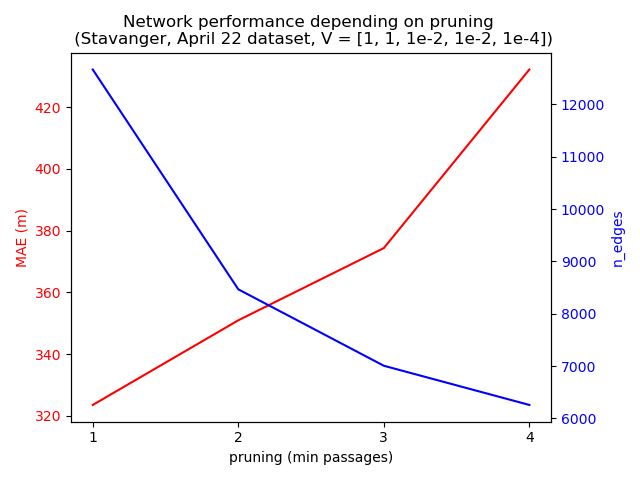 Network performance depending on pruning
(Stavanger, April 22 dataset, V = [1, 1, 1e-2, 1e-2, 1e-4])
MAE (m)
420
400
380
360
340
320
12000
11000
10000
9000
8000
7000
6000
n_edges
1 2 3 4
pruning (min passages)